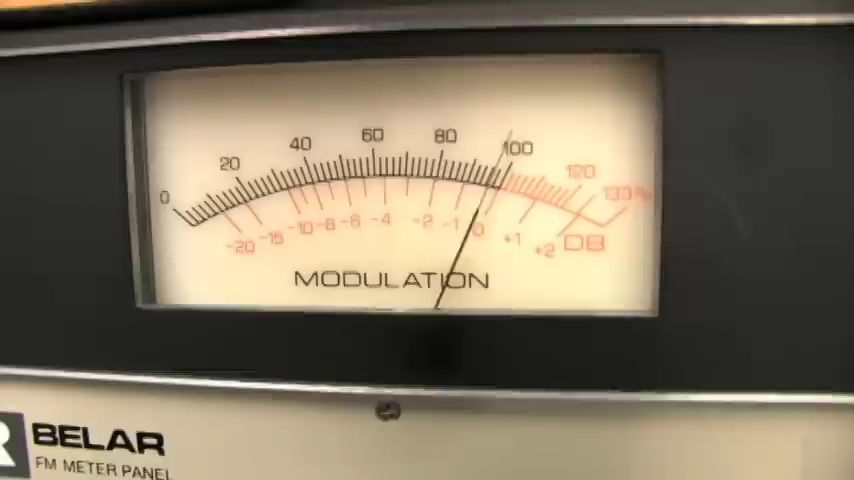 0 20 40 60 80 100 120 133 %
-20 -15 -10 -8 -6 -4 -2 -1 0 +1 +2 DB
MODULATION
BELAR
FM METER PANEL